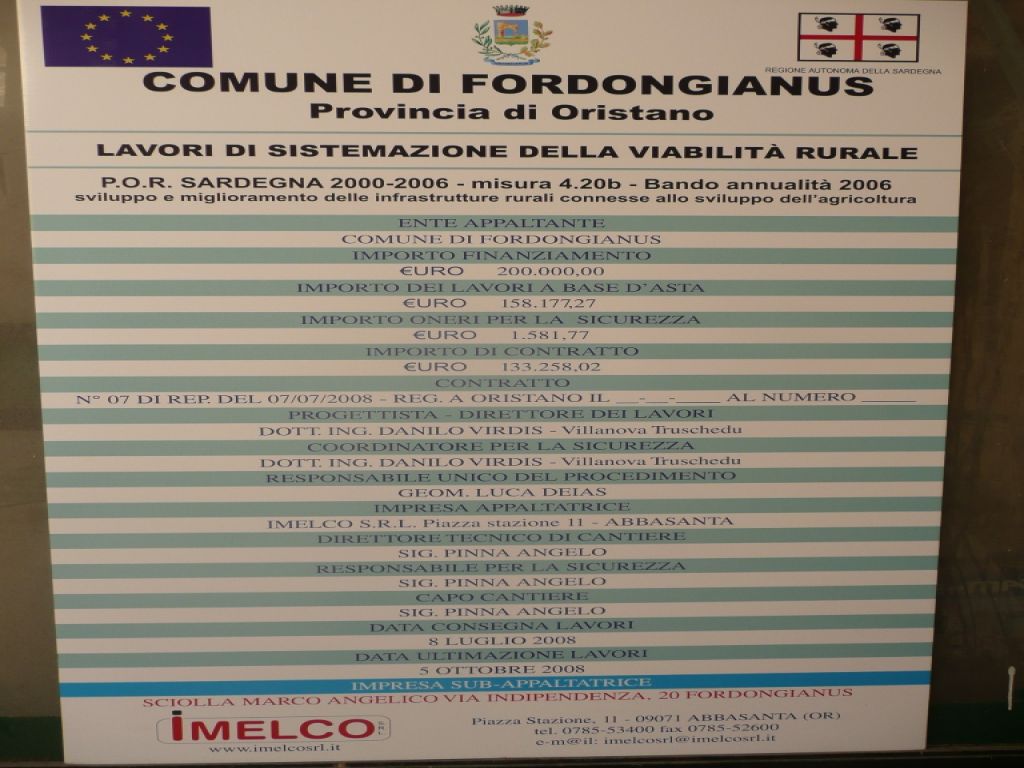 REGIONE AUTONOMA DELLA SARDEGNA
COMUNE DI FORDONGIANUS
Provincia di Oristano
LAVORI DI SISTEMAZIONE DELLA VIABILITÀ RURALE
P.O.R. SARDEGNA 2000-2006 - misura 4.20b - Bando annualità 2006
sviluppo e miglioramento delle infrastrutture rurali connesse allo sviluppo dell'agricoltura
ENTE APPALTANTE
COMUNE DI FORDONGIANUS
IMPORTO FINANZIAMENTO
€URO 200.000,00
IMPORTO DEI LAVORI A BASE D'ASTA
€URO 158.177,27
IMPORTO ONERI PER LA SICUREZZA
€URO 1.581,77
IMPORTO DI CONTRATTO
€URO 133.258,02
CONTRATTO
N° 07 DI REP. DEL 07/07/2008 - REG. A ORISTANO IL __-__-____ AL NUMERO _____
PROGETTISTA - DIRETTORE DEI LAVORI
DOTT. ING. DANILO VIRDIS - Villanova Truschedu
COORDINATORE PER LA SICUREZZA
DOTT. ING. DANILO VIRDIS - Villanova Truschedu
RESPONSABILE UNICO DEL PROCEDIMENTO
GEOM. LUCA DEIAS
IMPRESA APPALTATRICE
IMELCO S.R.L. Piazza stazione 11 - ABBASANTA
DIRETTORE TECNICO DI CANTIERE
SIG. PINNA ANGELO
RESPONSABILE PER LA SICUREZZA
SIG. PINNA ANGELO
CAPO CANTIERE
SIG. PINNA ANGELO
DATA CONSEGNA LAVORI
8 LUGLIO 2008
DATA ULTIMAZIONE LAVORI
5 OTTOBRE 2008
IMPRESA SUB-APPALTATRICE
SCIOLLA MARCO ANGELICO VIA INDIPENDENZA, 20 FORDONGIANUS
iMELCO SRL
www.imelcosrl.it
Piazza Stazione, 11 - 09071 ABBASANTA (OR)
tel. 0785-53400 fax 0785-52600
e-m@il: imelcosrl@imelcosrl.it